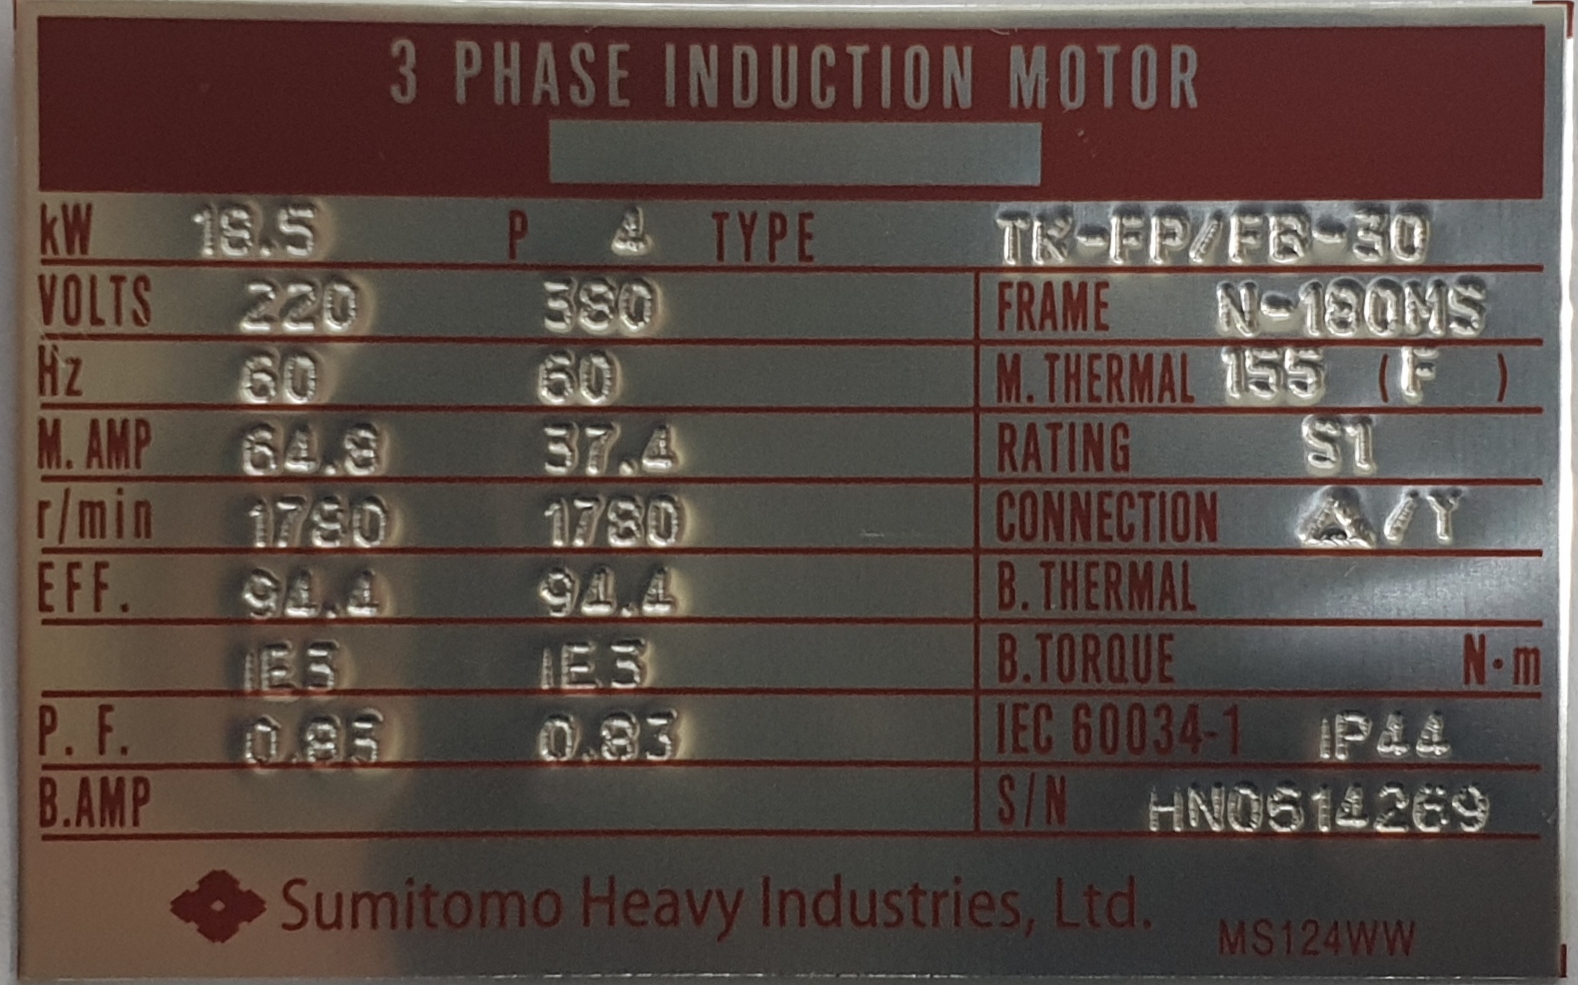 3 PHASE INDUCTION MOTOR
kW 18.5 P 4 TYPE TK-FP/FB-30
VOLTS 220 380 FRAME N-180MS
Hz 60 60 M. THERMAL 155 (F )
M. AMP 64.8 37.4 RATING S1
r/min 1780 1780 CONNECTION △/Y
EFF. 94.4 94.4 B. THERMAL
IE3 IE3 B.TORQUE N·m
P. F. 0.83 0.83 IEC 60034-1 IP44
B.AMP S/N HN0614269
Sumitomo Heavy Industries, Ltd.
MS124WW